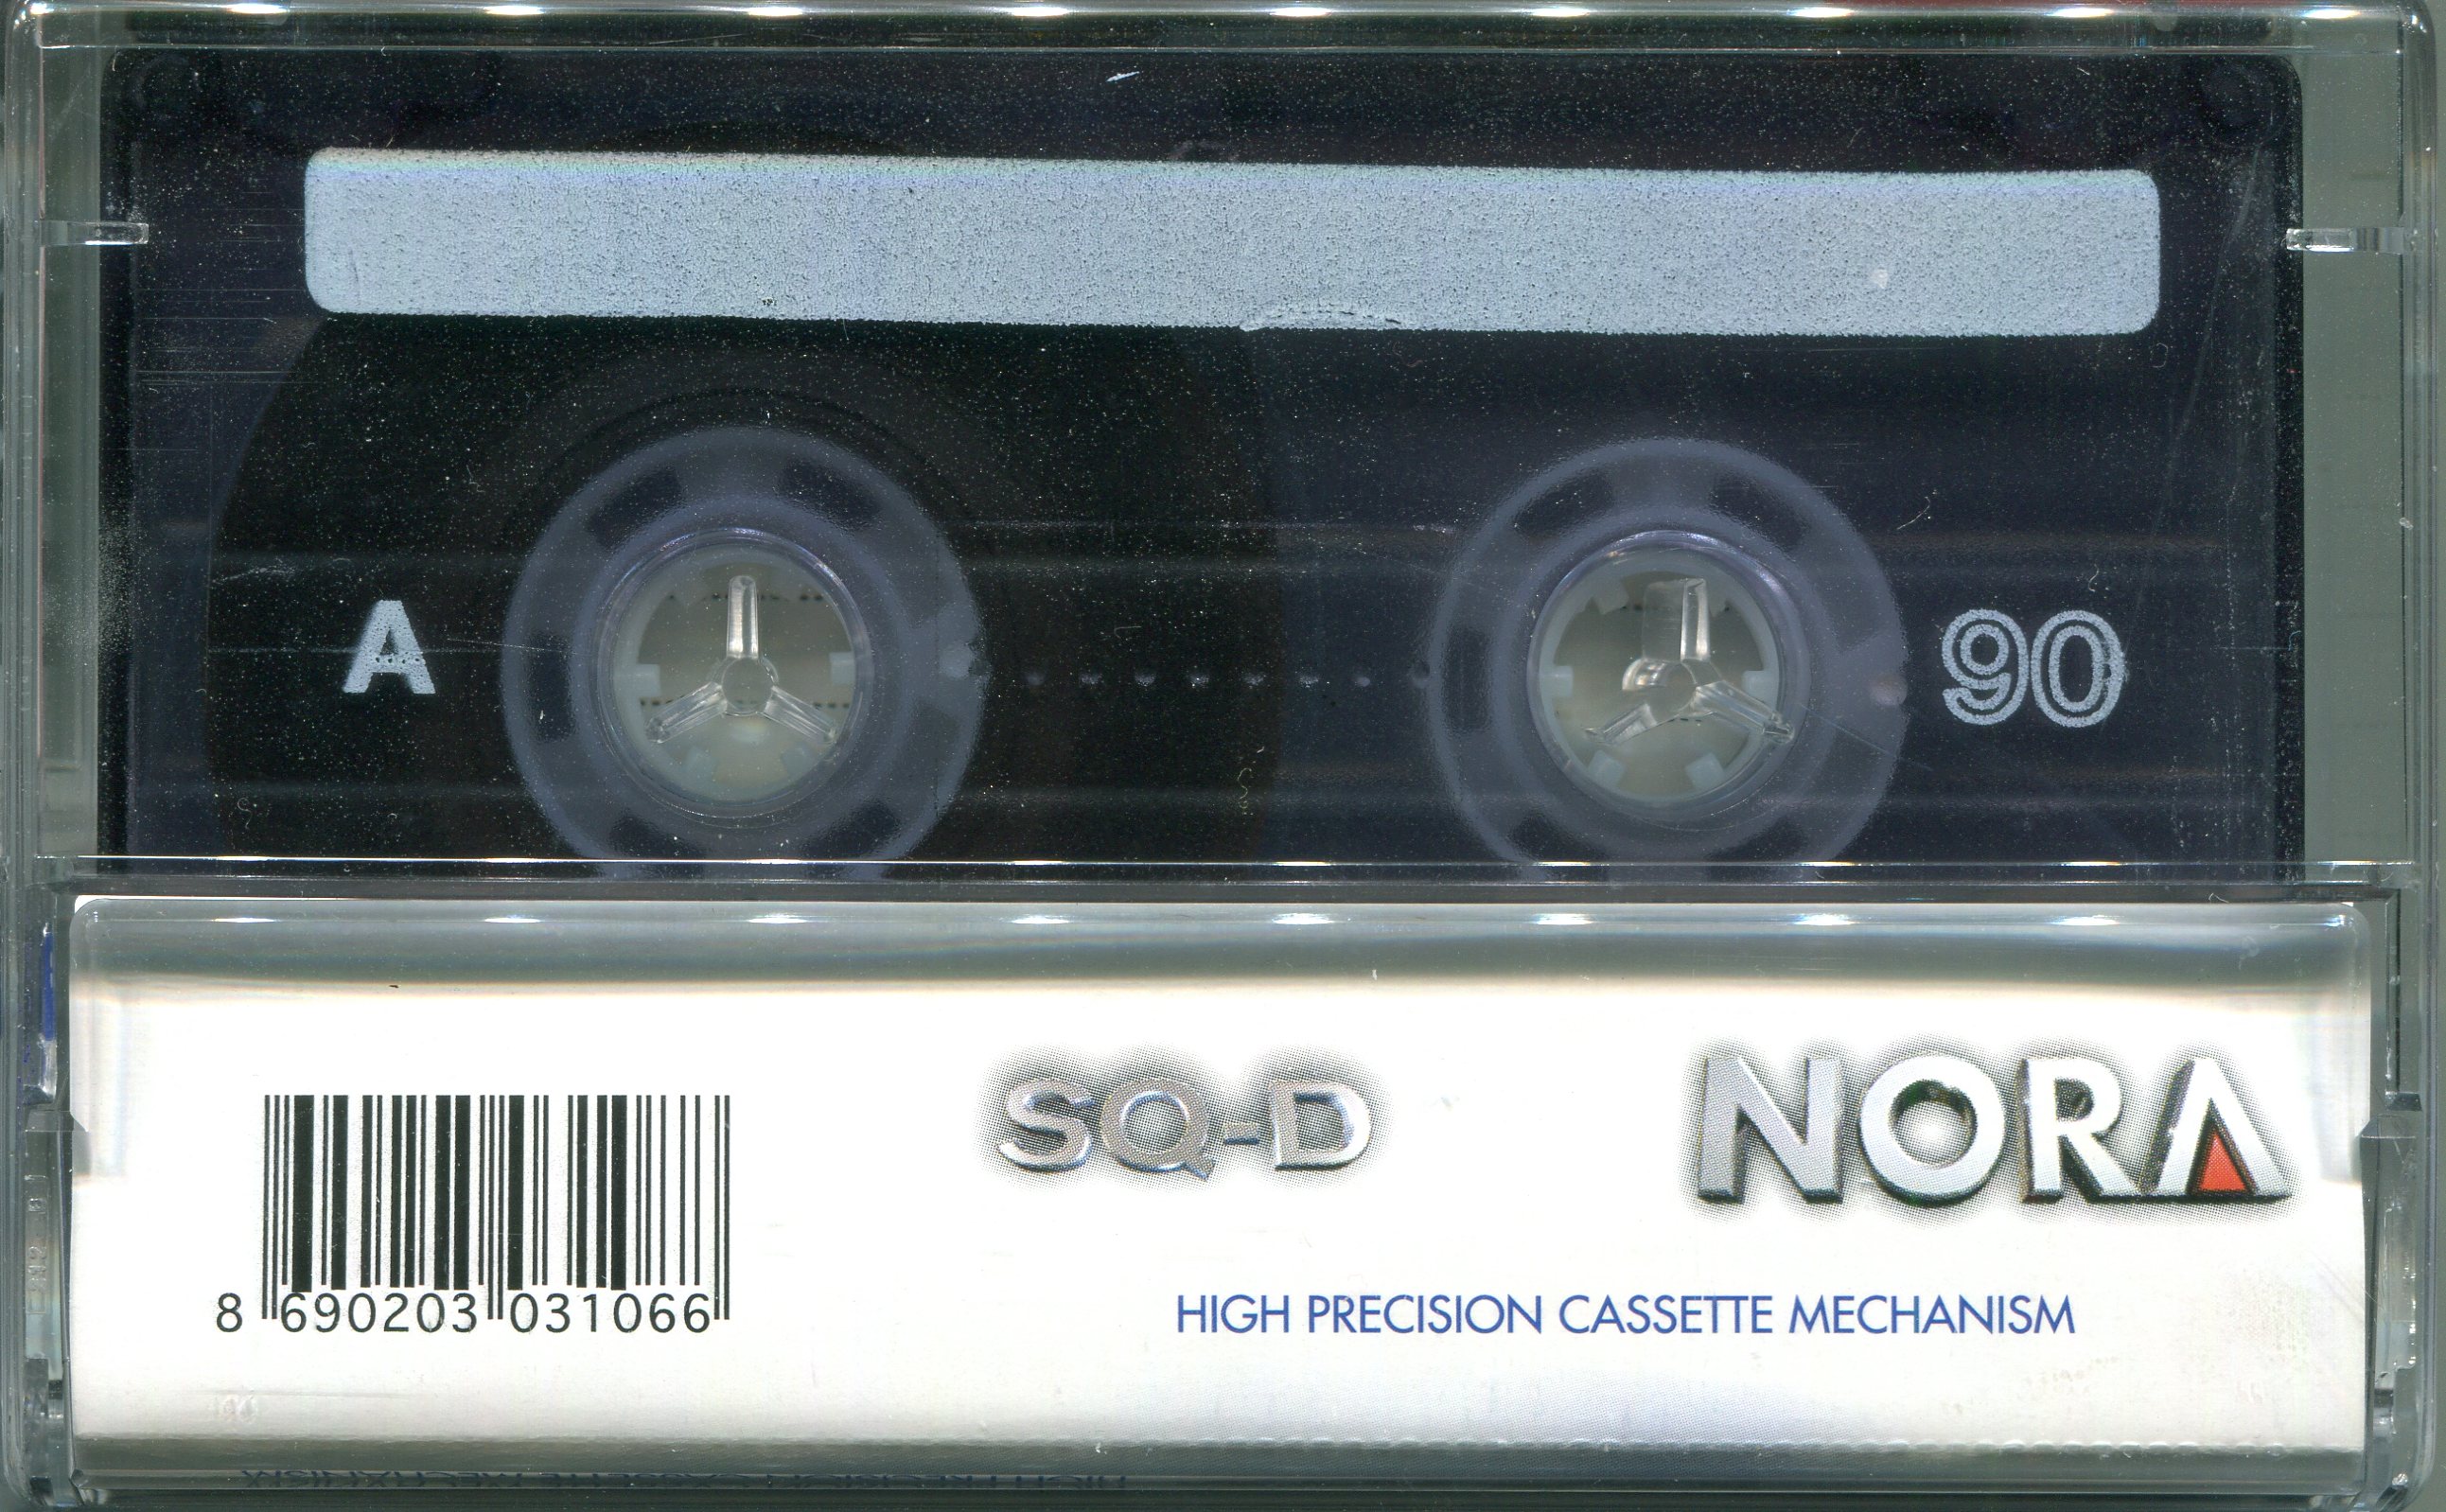 A
90
SQ-D
NORA
8 690203 031066
HIGH PRECISION CASSETTE MECHANISM